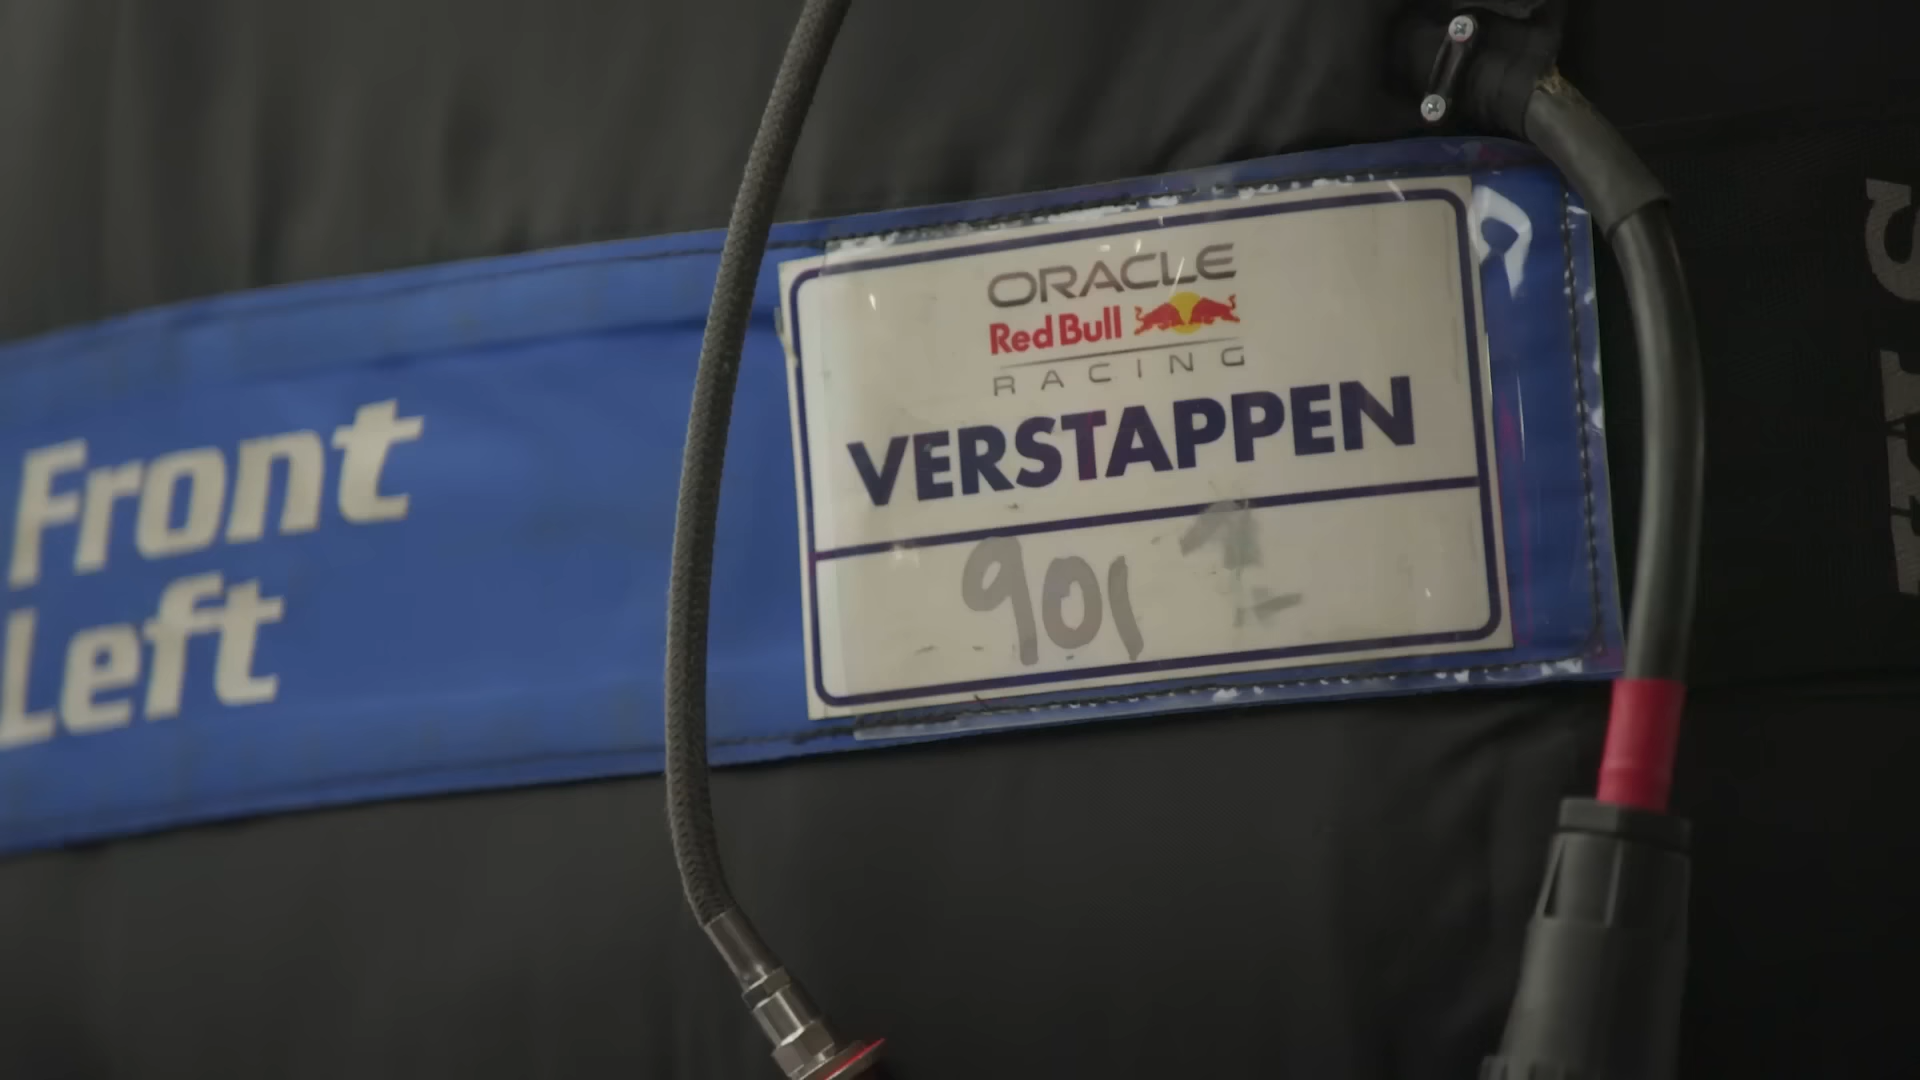 Front
Left
ORACLE
Red Bull
RACING
VERSTAPPEN
901